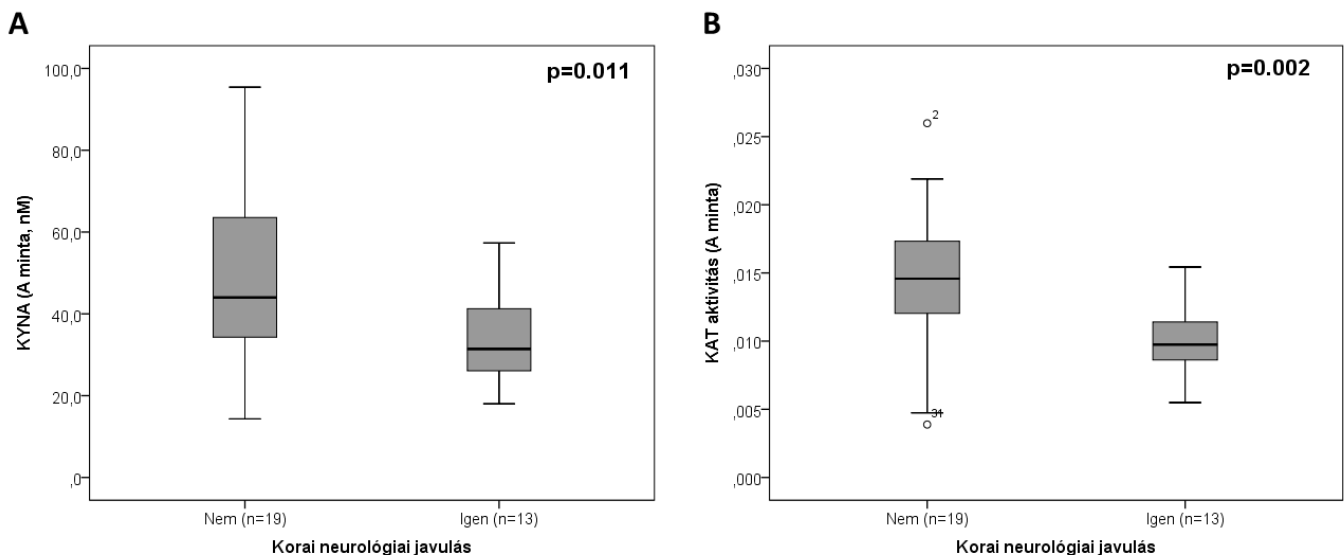 A
p=0.011
KYNA (A minta, nM)
100,0
80,0
60,0
40,0
20,0
,0
Nem (n=19)
Igen (n=13)
Korai neurológiai javulás
B
p=0.002
KAT aktivitás (A minta)
,030
,025
,020
,015
,010
,005
,000
2
31
Nem (n=19)
Igen (n=13)
Korai neurológiai javulás